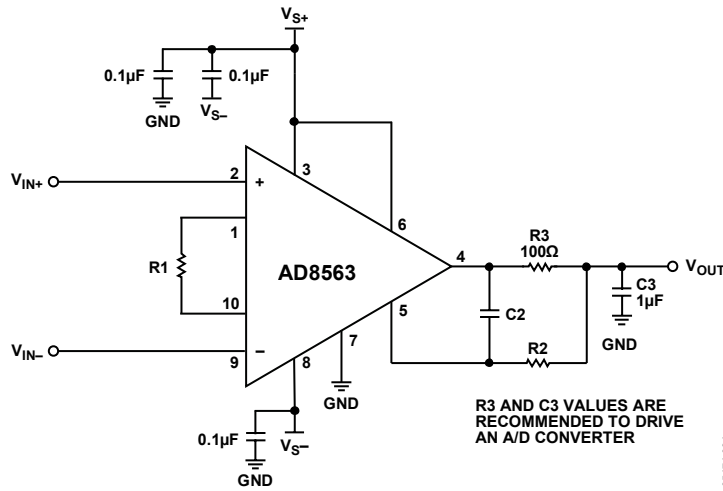 VS+
0.1µF
0.1µF
VS–
GND
3
VIN+
2
+
1
6
R3
100Ω
4
VOUT
R1
AD8563
C3
1µF
C2
5
10
GND
R2
7
VIN–
–
9
8
GND
0.1µF
VS–
GND
R3 AND C3 VALUES ARE
RECOMMENDED TO DRIVE
AN A/D CONVERTER